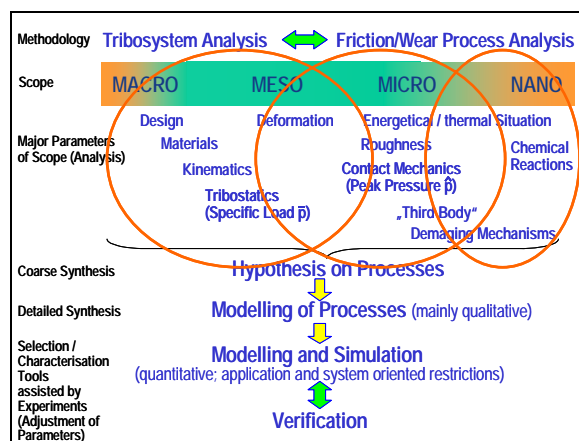 Methodology Tribosystem Analysis Friction/Wear Process Analysis
Scope MACRO MESO MICRO NANO
Design Deformation Energetical / thermal Situation
Major Parameters of Scope (Analysis)
Materials Roughness Chemical Reactions
Kinematics Contact Mechanics (Peak Pressure p̂)
Tribostatics (Specific Load p̅)
„Third Body“
Demaging Mechanisms
Coarse Synthesis Hypothesis on Processes
Detailed Synthesis Modelling of Processes (mainly qualitative)
Selection / Characterisation Tools assisted by Experiments (Adjustment of Parameters)
Modelling and Simulation
(quantitative; application and system oriented restrictions)
Verification